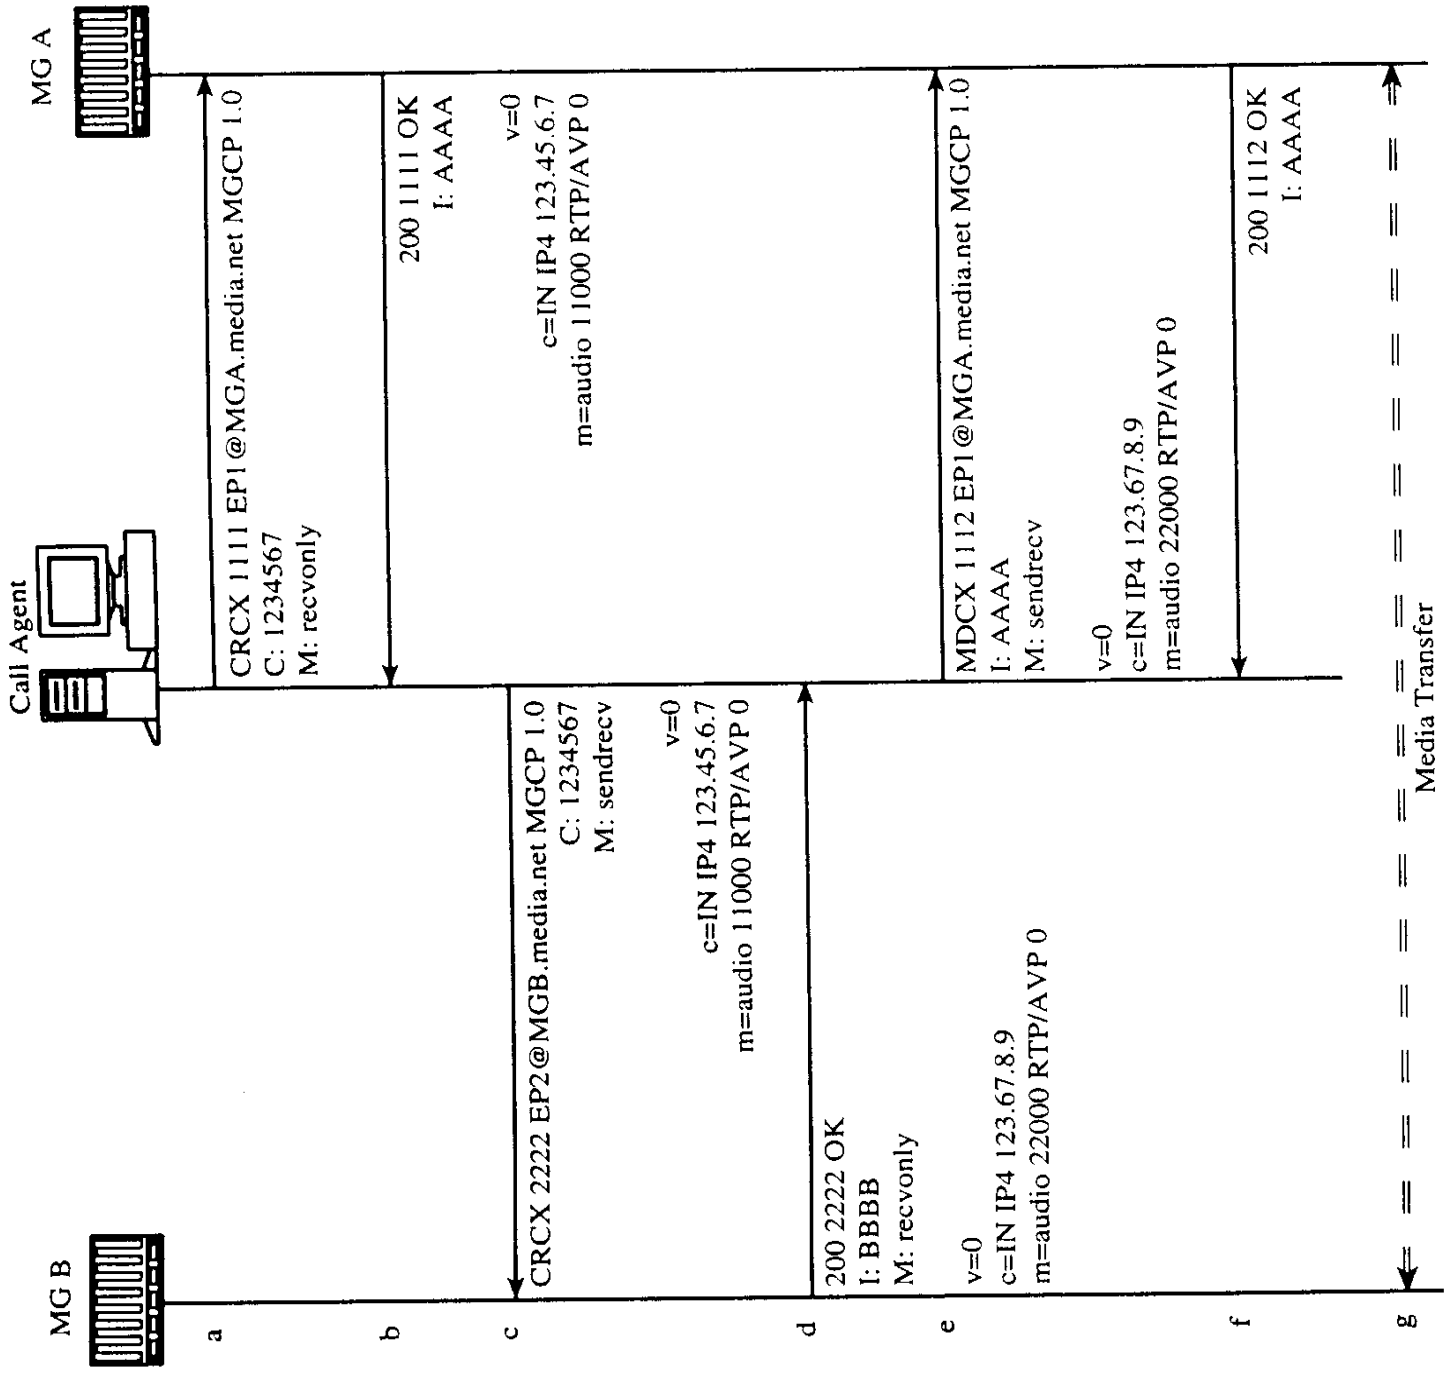 MG B
Call Agent
MG A
a
CRCX 1111 EP1@MGA.media.net MGCP 1.0
C: 1234567
M: recvonly
b
200 1111 OK
I: AAAA
v=0
c=IN IP4 123.45.6.7
m=audio 11000 RTP/AVP 0
c
CRCX 2222 EP2@MGB.media.net MGCP 1.0
C: 1234567
M: sendrecv
v=0
c=IN IP4 123.45.6.7
m=audio 11000 RTP/AVP 0
d
200 2222 OK
I: BBBB
M: recvonly
v=0
c=IN IP4 123.67.8.9
m=audio 22000 RTP/AVP 0
e
MDCX 1112 EP1@MGA.media.net MGCP 1.0
I: AAAA
M: sendrecv
v=0
c=IN IP4 123.67.8.9
m=audio 22000 RTP/AVP 0
f
200 1112 OK
I: AAAA
g
Media Transfer